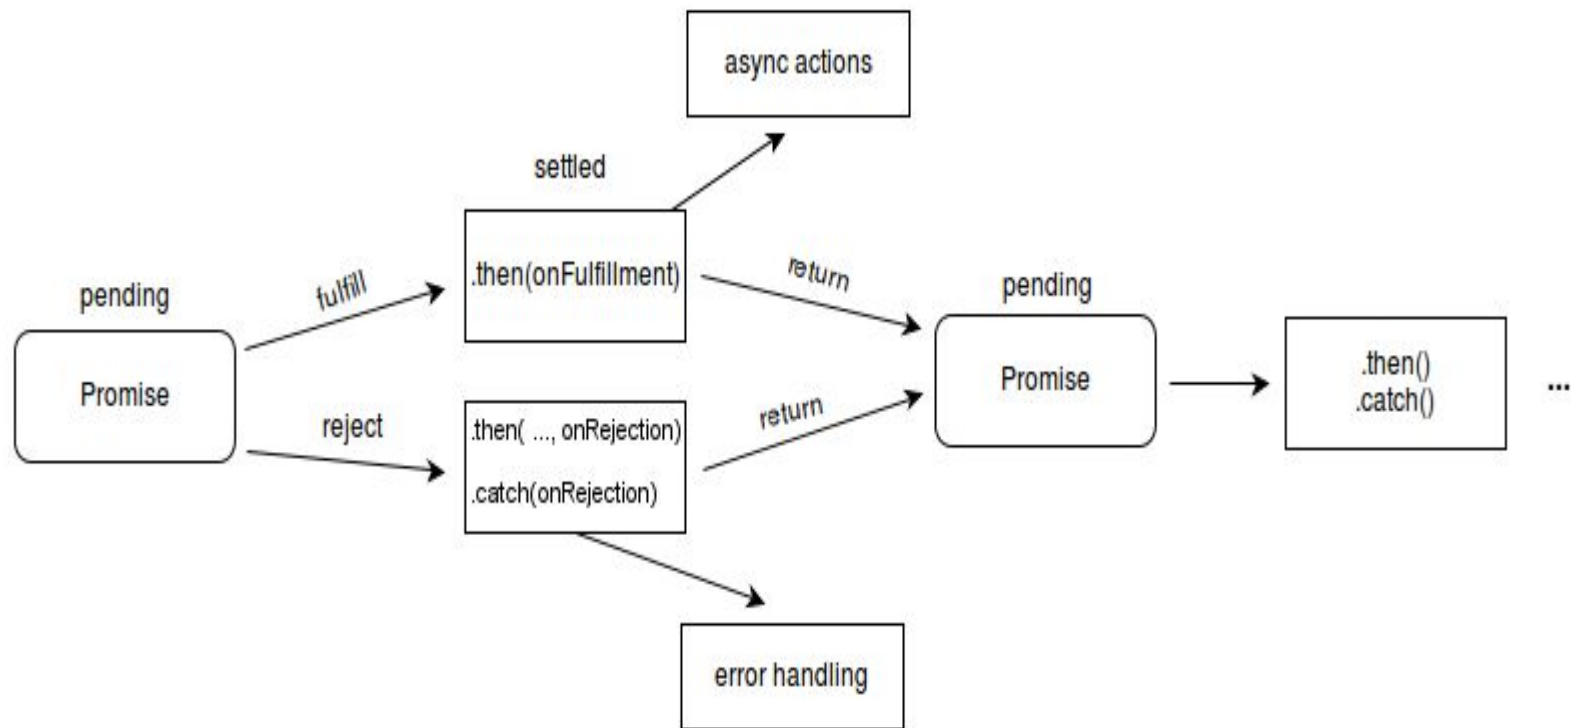 async actions
settled
.then(onFulfillment)
fulfill
return
pending
pending
Promise
Promise
.then()
.catch()
...
reject
.then( ..., onRejection)
return
.catch(onRejection)
error handling